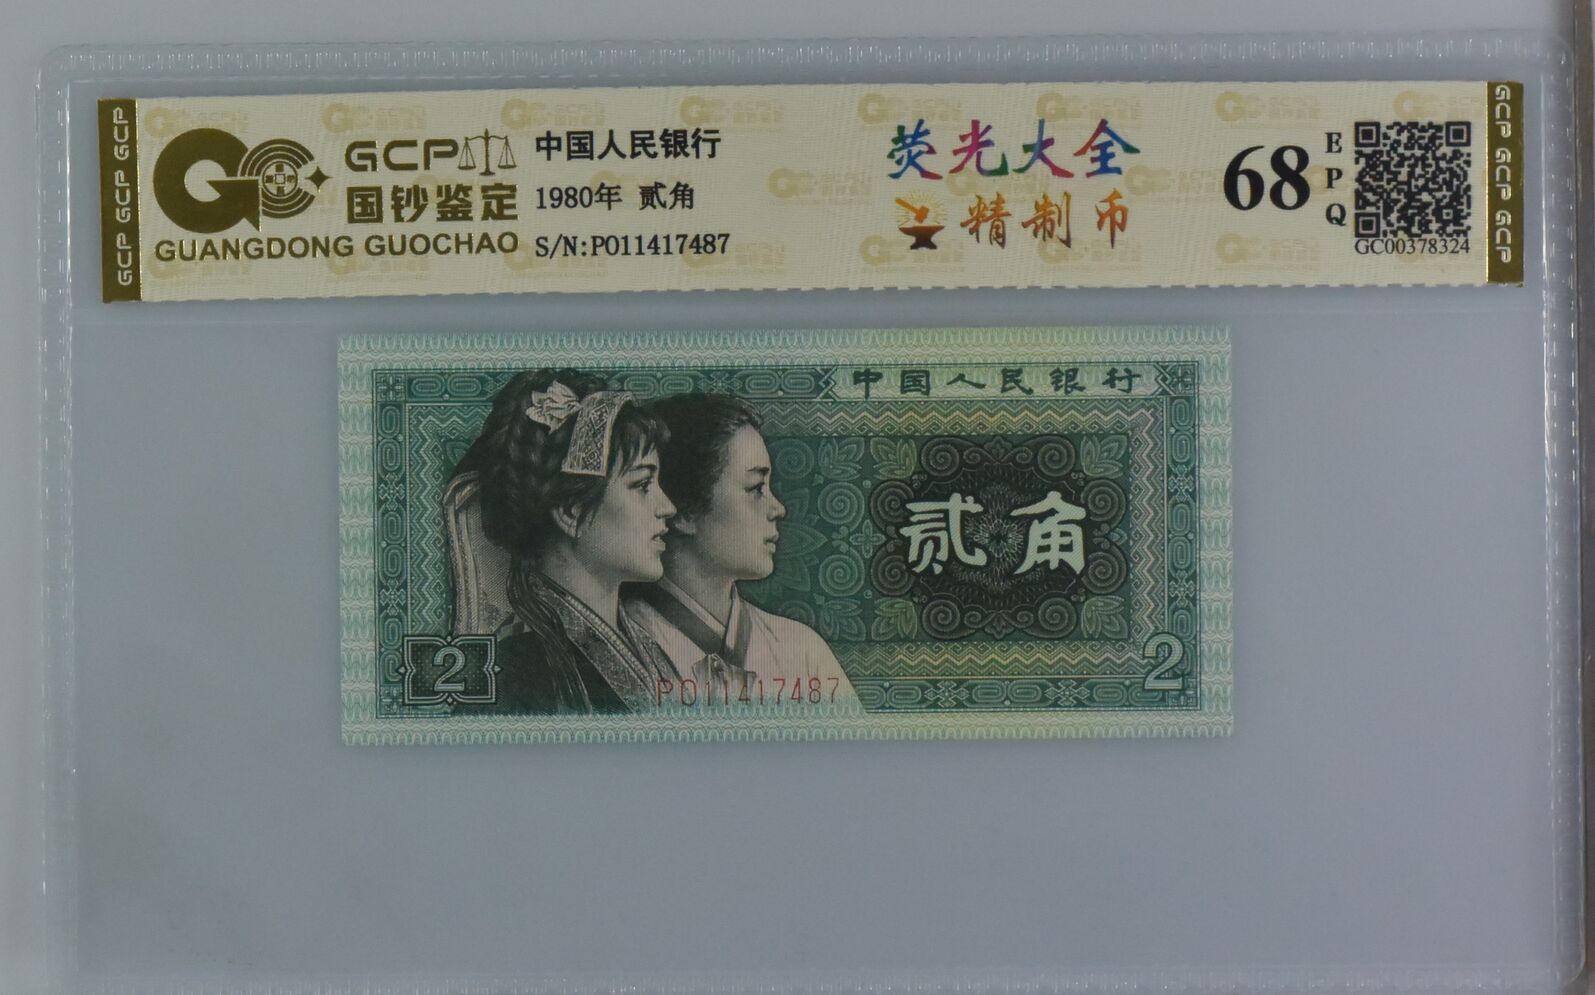 GCP GCP GCP
GCP
国钞鉴定
GUANGDONG GUOCHAO
中国人民银行
1980年 贰角
S/N:P011417487
荧光大全
精制币
68
EPQ
GC00378324
GCP GCP GCP
中国人民银行
贰角
2
2
P011417487